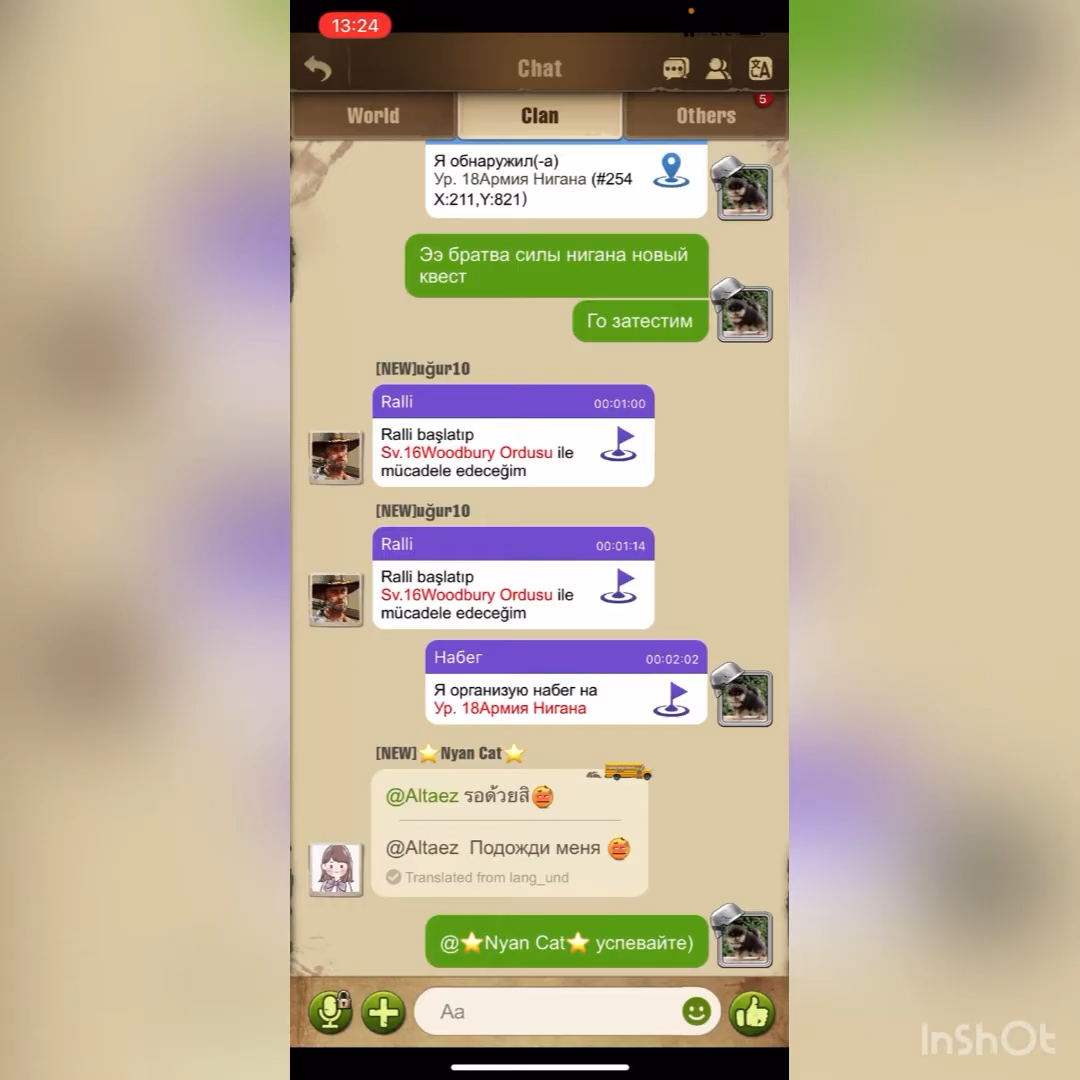 13:24
Chat
World
Clan
Others
5
Я обнаружил(-а)
Ур. 18Армия Нигана (#254
X:211,Y:821)
Ээ братва силы нигана новый
квест
Го затестим
[NEW]uğur10
Ralli 00:01:00
Ralli başlatıp
Sv.16Woodbury Ordusu ile
mücadele edeceğim
[NEW]uğur10
Ralli 00:01:14
Ralli başlatıp
Sv.16Woodbury Ordusu ile
mücadele edeceğim
Набег 00:02:02
Я организую набег на
Ур. 18Армия Нигана
[NEW]⭐Nyan Cat⭐
@Altaez รอด้วยสิ😡
@Altaez Подожди меня 😡
Translated from lang_und
@⭐Nyan Cat⭐ успевайте)
Aa
InShOt